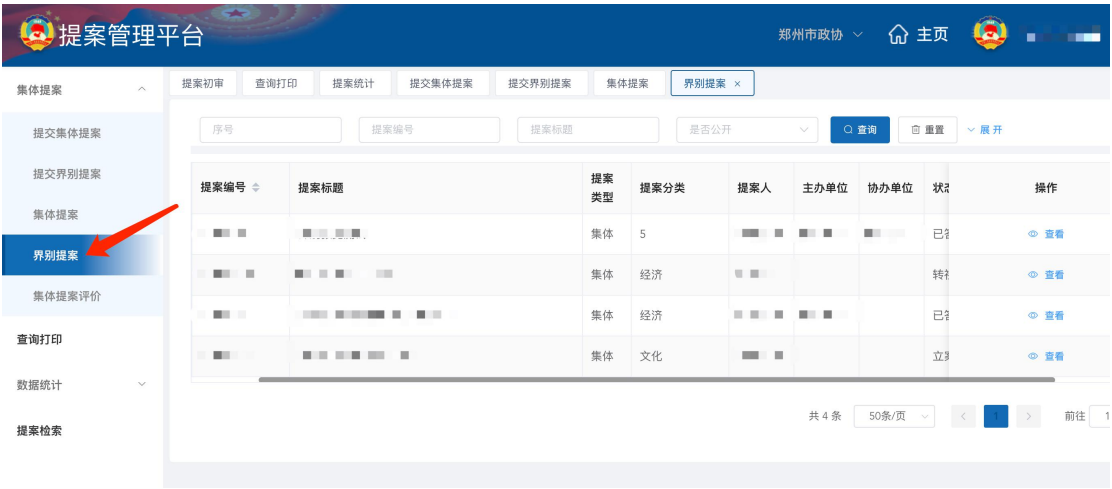 提案管理平台
郑州市政协
主页
集体提案
提案初审
查询打印
提案统计
提交集体提案
提交界别提案
集体提案
界别提案 ×
提交集体提案
提交界别提案
集体提案
界别提案
集体提案评价
查询打印
数据统计
提案检索
序号
提案编号
提案标题
是否公开
查询
重置
展开
提案编号
提案标题
提案
类型
提案分类
提案人
主办单位
协办单位
操作
集体
5
查看
集体
经济
查看
集体
经济
查看
集体
文化
查看
共 4 条
50条/页
<
1
>
前往
1